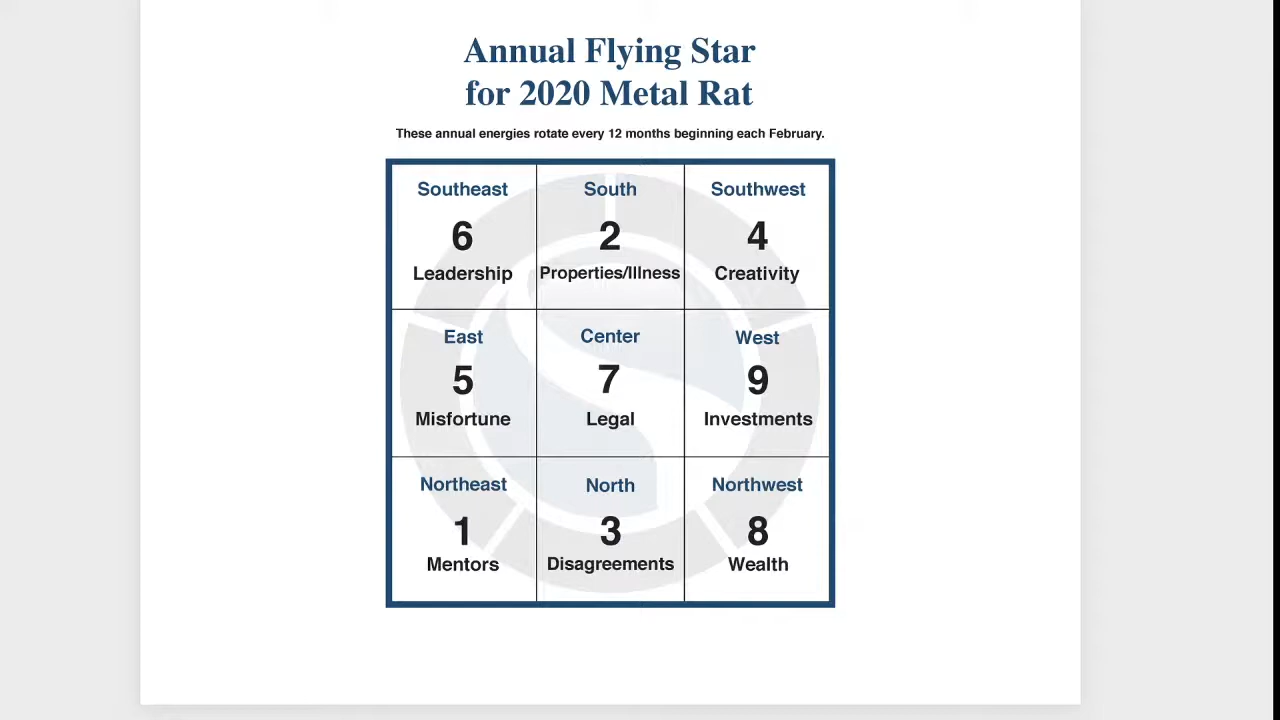 Annual Flying Star
for 2020 Metal Rat
These annual energies rotate every 12 months beginning each February.
Southeast
6
Leadership
South
2
Properties/Illness
Southwest
4
Creativity
East
5
Misfortune
Center
7
Legal
West
9
Investments
Northeast
1
Mentors
North
3
Disagreements
Northwest
8
Wealth